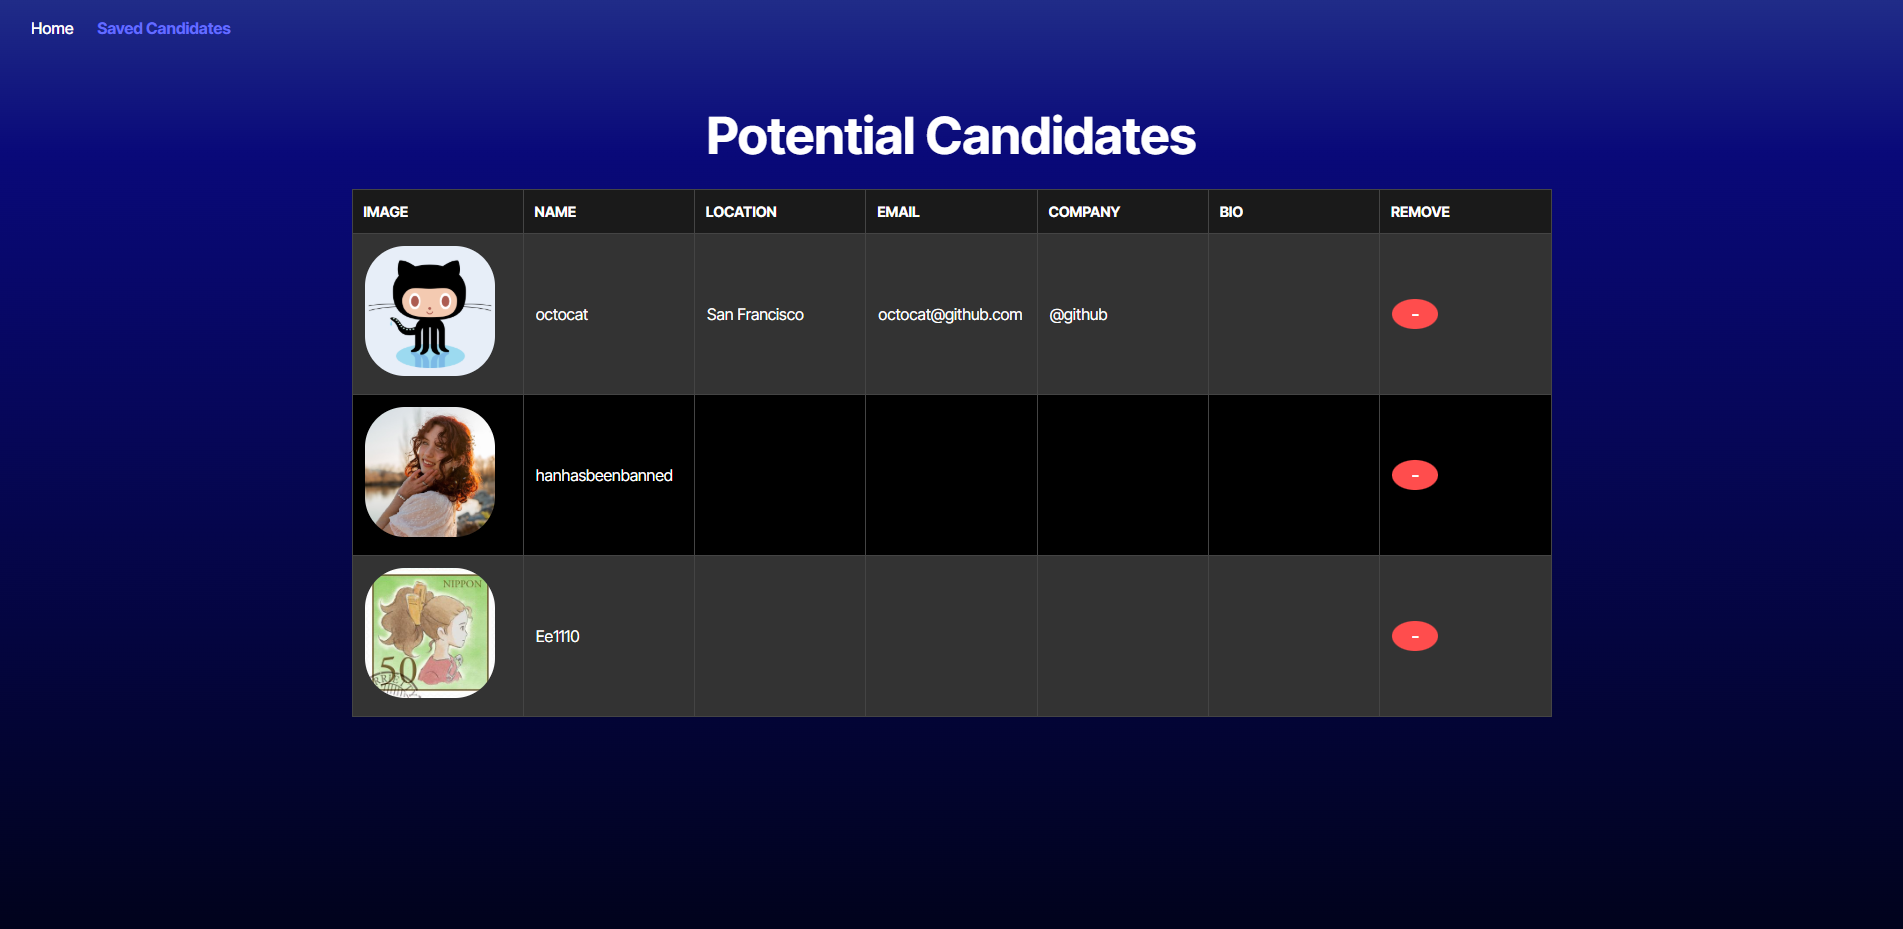 Home Saved Candidates
Potential Candidates
IMAGE NAME LOCATION EMAIL COMPANY BIO REMOVE
octocat San Francisco octocat@github.com @github -
hanhasbeenbanned -
NIPPON
Ee1110 -
50